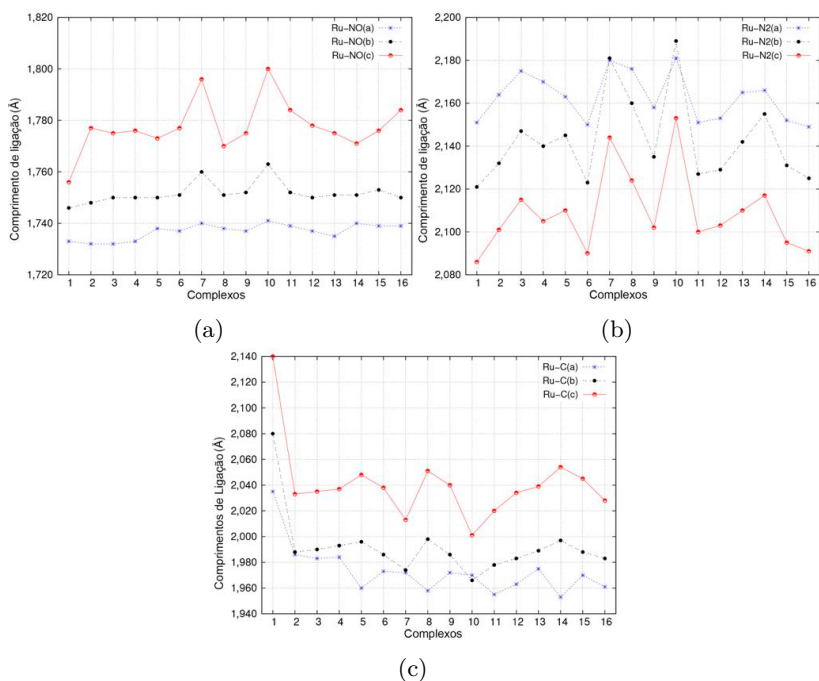 1,820
1,800
1,780
1,760
1,740
1,720
Comprimento de ligação (Å)
Ru-NO(a)
Ru-NO(b)
Ru-NO(c)
1 2 3 4 5 6 7 8 9 10 11 12 13 14 15 16
Complexos
(a)
2,200
2,180
2,160
2,140
2,120
2,100
2,080
Comprimento de ligação (Å)
Ru-N2(a)
Ru-N2(b)
Ru-N2(c)
1 2 3 4 5 6 7 8 9 10 11 12 13 14 15 16
Complexos
(b)
2,140
2,120
2,100
2,080
2,060
2,040
2,020
2,000
1,980
1,960
1,940
Comprimentos de Ligação (Å)
Ru-C(a)
Ru-C(b)
Ru-C(c)
1 2 3 4 5 6 7 8 9 10 11 12 13 14 15 16
Complexos
(c)